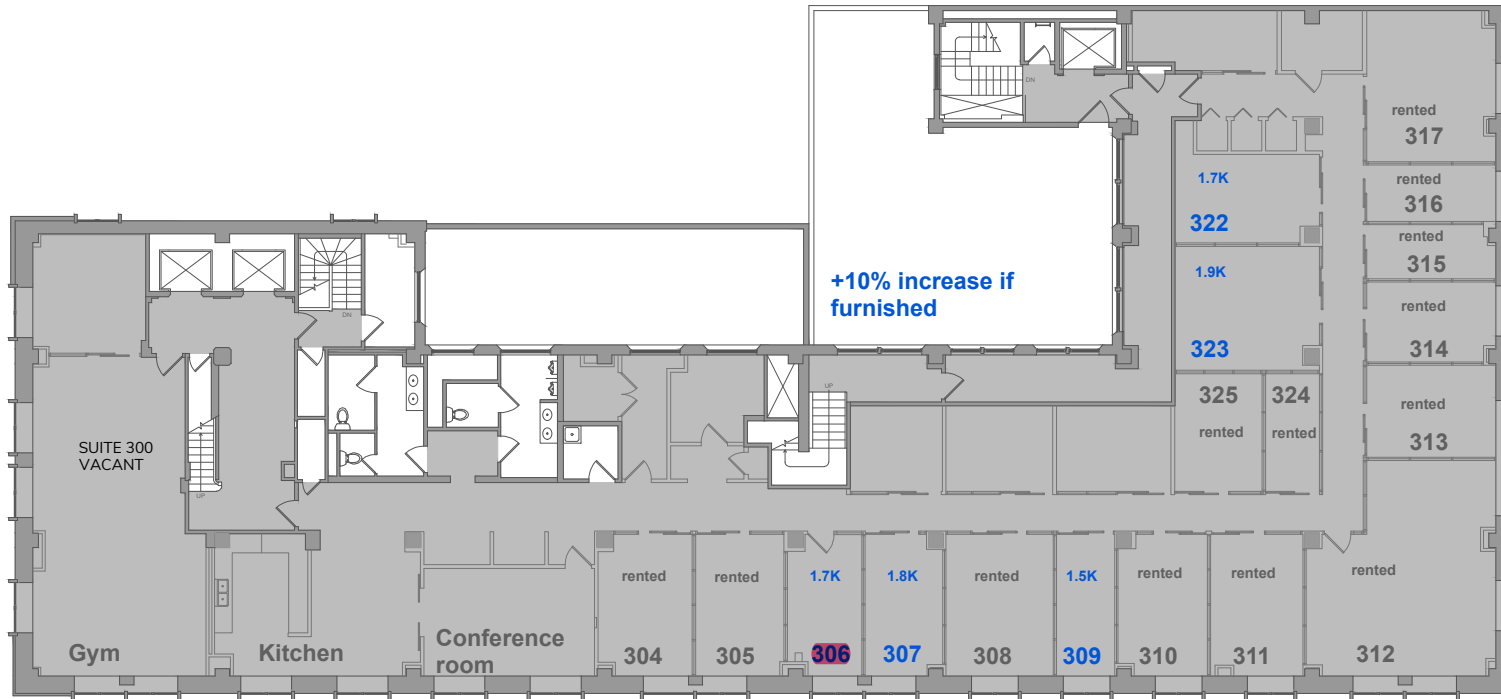 DN
rented
317
1.7K
322
rented
316
rented
315
+10% increase if
furnished
1.9K
323
rented
314
DN
UP
325
rented
324
rented
rented
313
SUITE 300
VACANT
UP
Gym
Kitchen
Conference
room
rented
304
rented
305
1.7K
306
1.8K
307
rented
308
1.5K
309
rented
310
rented
311
rented
312